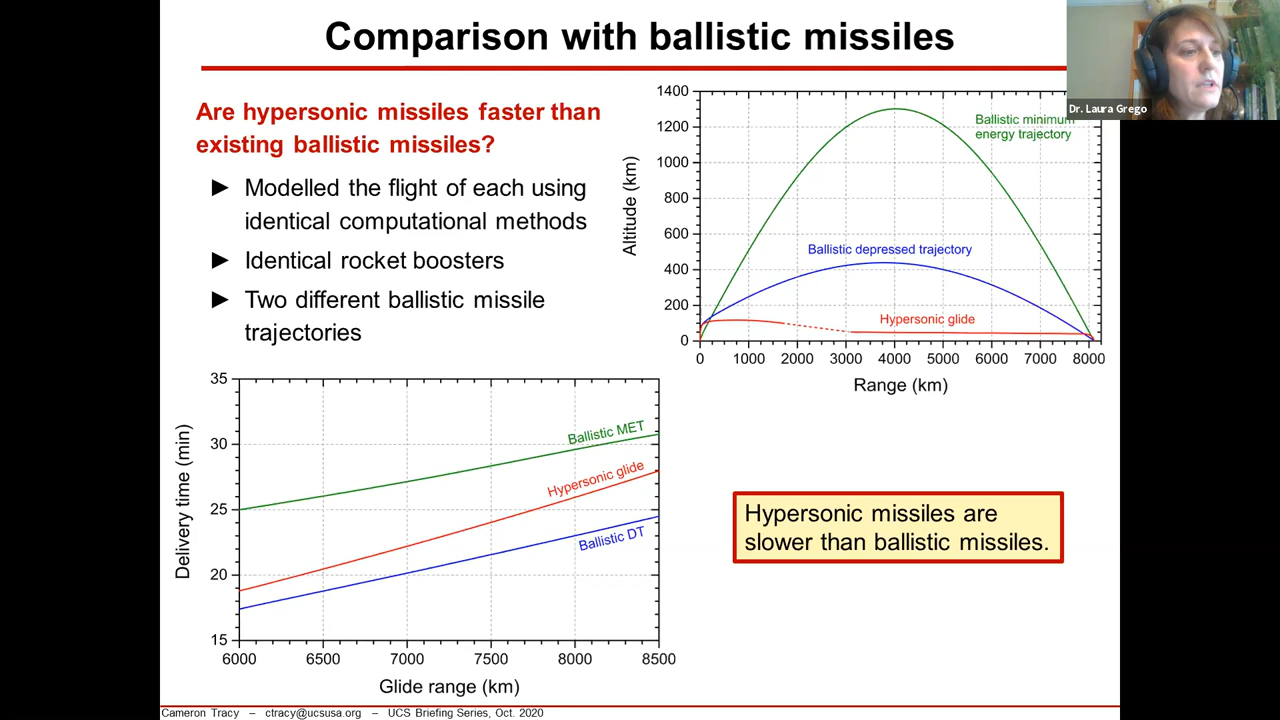 Comparison with ballistic missiles
Dr. Laura Grego
Are hypersonic missiles faster than
existing ballistic missiles?
► Modelled the flight of each using
identical computational methods
► Identical rocket boosters
► Two different ballistic missile
trajectories
1400
1200
1000
800
600
400
200
0
Altitude (km)
Ballistic minimum
energy trajectory
Ballistic depressed trajectory
Hypersonic glide
0 1000 2000 3000 4000 5000 6000 7000 8000
Range (km)
35
30
25
20
15
Delivery time (min)
Ballistic MET
Hypersonic glide
Ballistic DT
6000 6500 7000 7500 8000 8500
Glide range (km)
Hypersonic missiles are
slower than ballistic missiles.
Cameron Tracy – ctracy@ucsusa.org – UCS Briefing Series, Oct. 2020